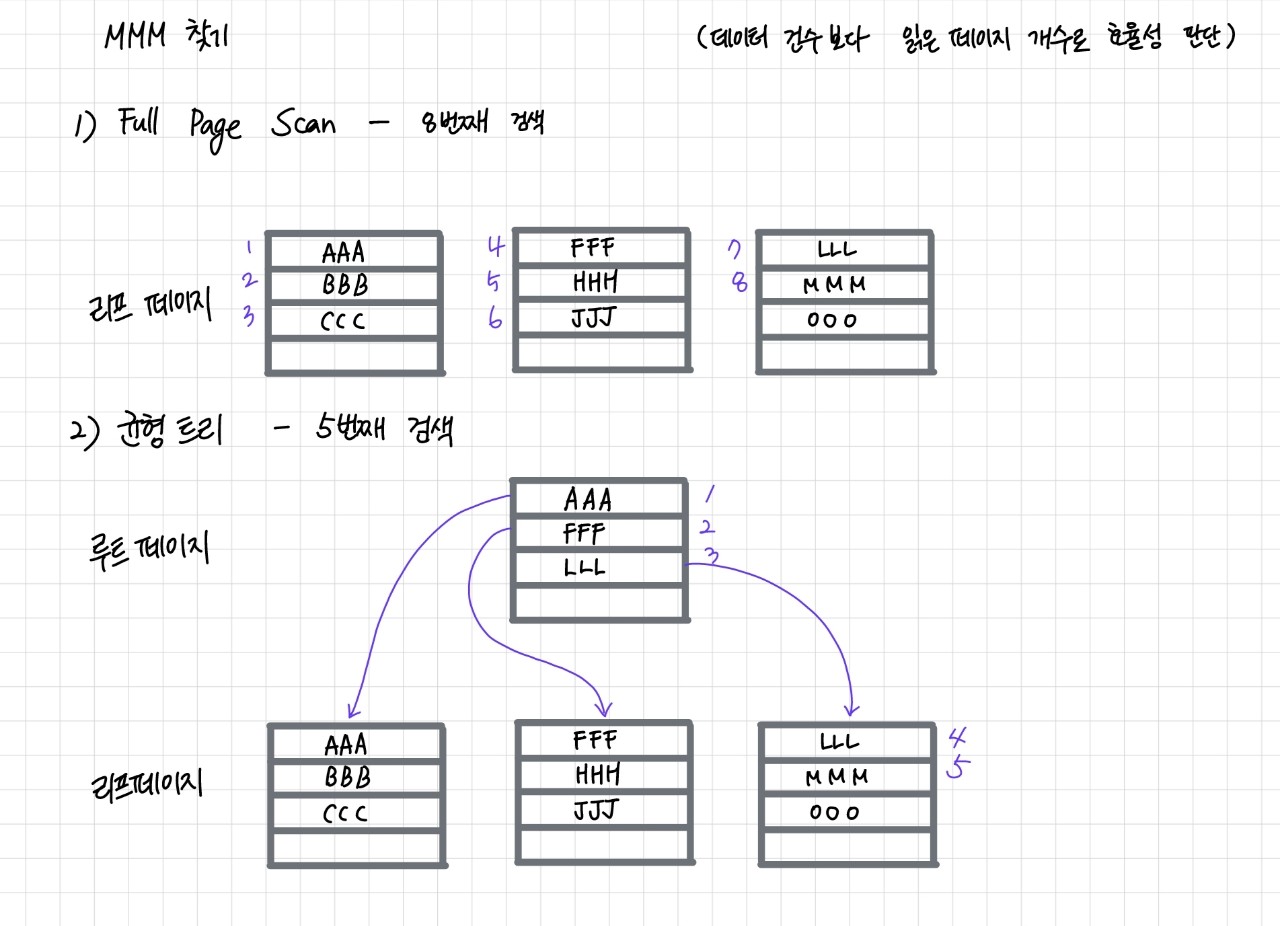 MMM 찾기
(데이터 건수보다 읽은 페이지 개수로 효율성 판단)
1) Full Page Scan - 8번째 검색
1 AAA 4 FFF 7 LLL
2 BBB 5 HHH 8 MMM
리프 페이지 3 CCC 6 JJJ OOO
2) 균형트리 - 5번째 검색
AAA 1
FFF 2
루트 페이지 LLL 3
AAA FFF LLL 4
리프페이지 BBB HHH MMM 5
CCC JJJ OOO